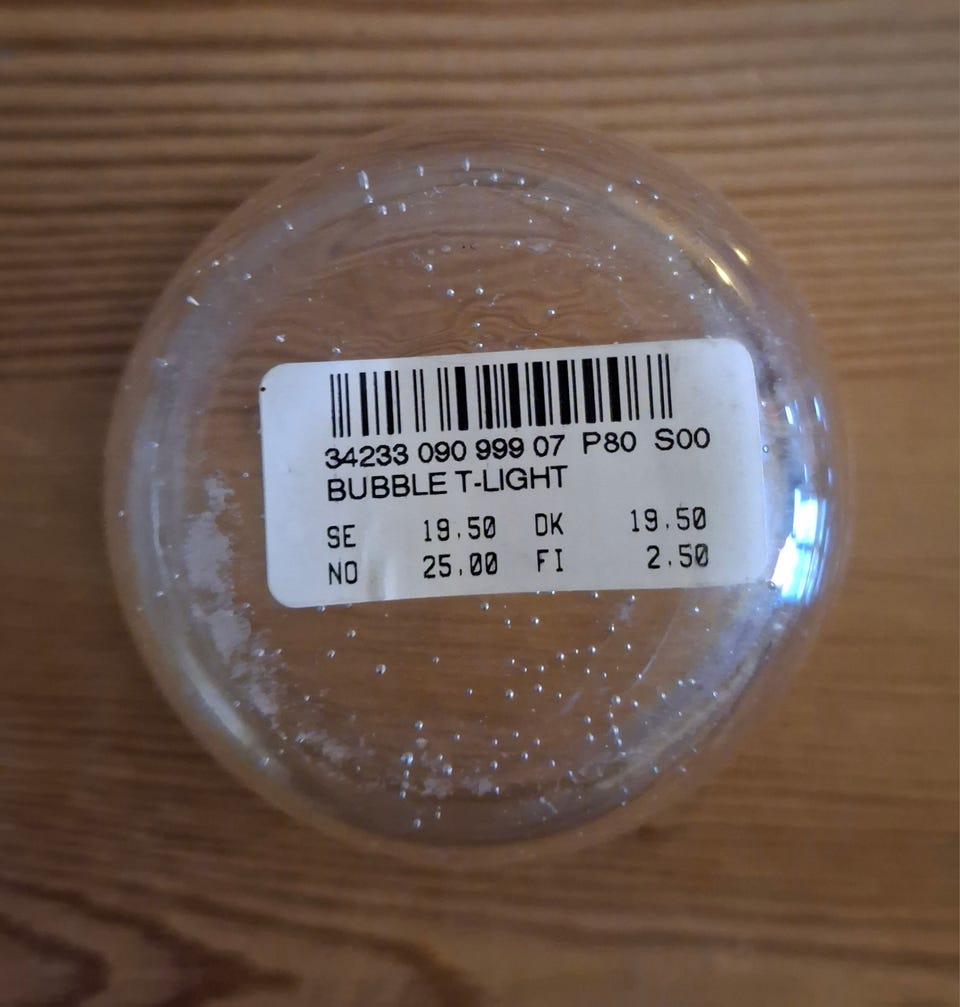 34233 090 999 07 P80 S00
BUBBLE T-LIGHT
SE 19.50 DK 19.50
NO 25.00 FI 2.50